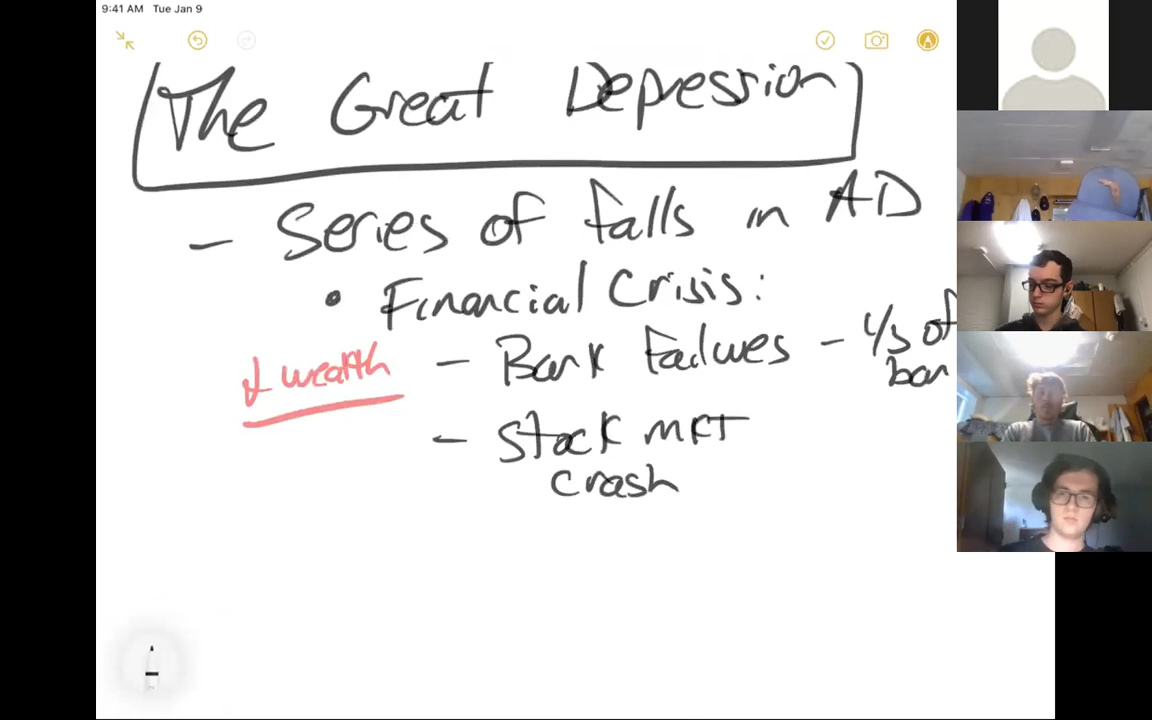 9:41 AM Tue Jan 9
The Great Depression
- Series of falls in AD
• Financial Crisis:
↓ wealth - Bank Failures - 1/3 of
ban
- Stock MKT
crash